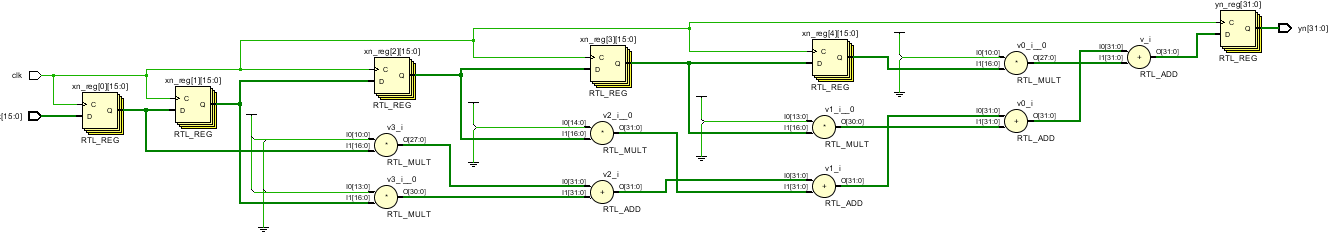 yn_reg[31:0]
C
Q
D
RTL_REG
yn[31:0]
xn_reg[4][15:0]
C
Q
D
RTL_REG
v0_i__0
I0[10:0]
O[27:0]
I1[16:0]
*
RTL_MULT
v_i
I0[31:0]
O[31:0]
I1[31:0]
+
RTL_ADD
xn_reg[3][15:0]
C
Q
D
RTL_REG
xn_reg[2][15:0]
C
Q
D
RTL_REG
clk
xn_reg[0][15:0]
C
Q
D
RTL_REG
[15:0]
xn_reg[1][15:0]
C
Q
D
RTL_REG
v3_i
I0[10:0]
O[27:0]
I1[16:0]
*
RTL_MULT
v2_i__0
I0[14:0]
O[31:0]
I1[16:0]
*
RTL_MULT
v1_i__0
I0[13:0]
O[30:0]
I1[16:0]
*
RTL_MULT
v0_i
I0[31:0]
O[31:0]
I1[31:0]
+
RTL_ADD
v3_i__0
I0[13:0]
O[30:0]
I1[16:0]
*
RTL_MULT
v2_i
I0[31:0]
O[31:0]
I1[31:0]
+
RTL_ADD
v1_i
I0[31:0]
O[31:0]
I1[31:0]
+
RTL_ADD